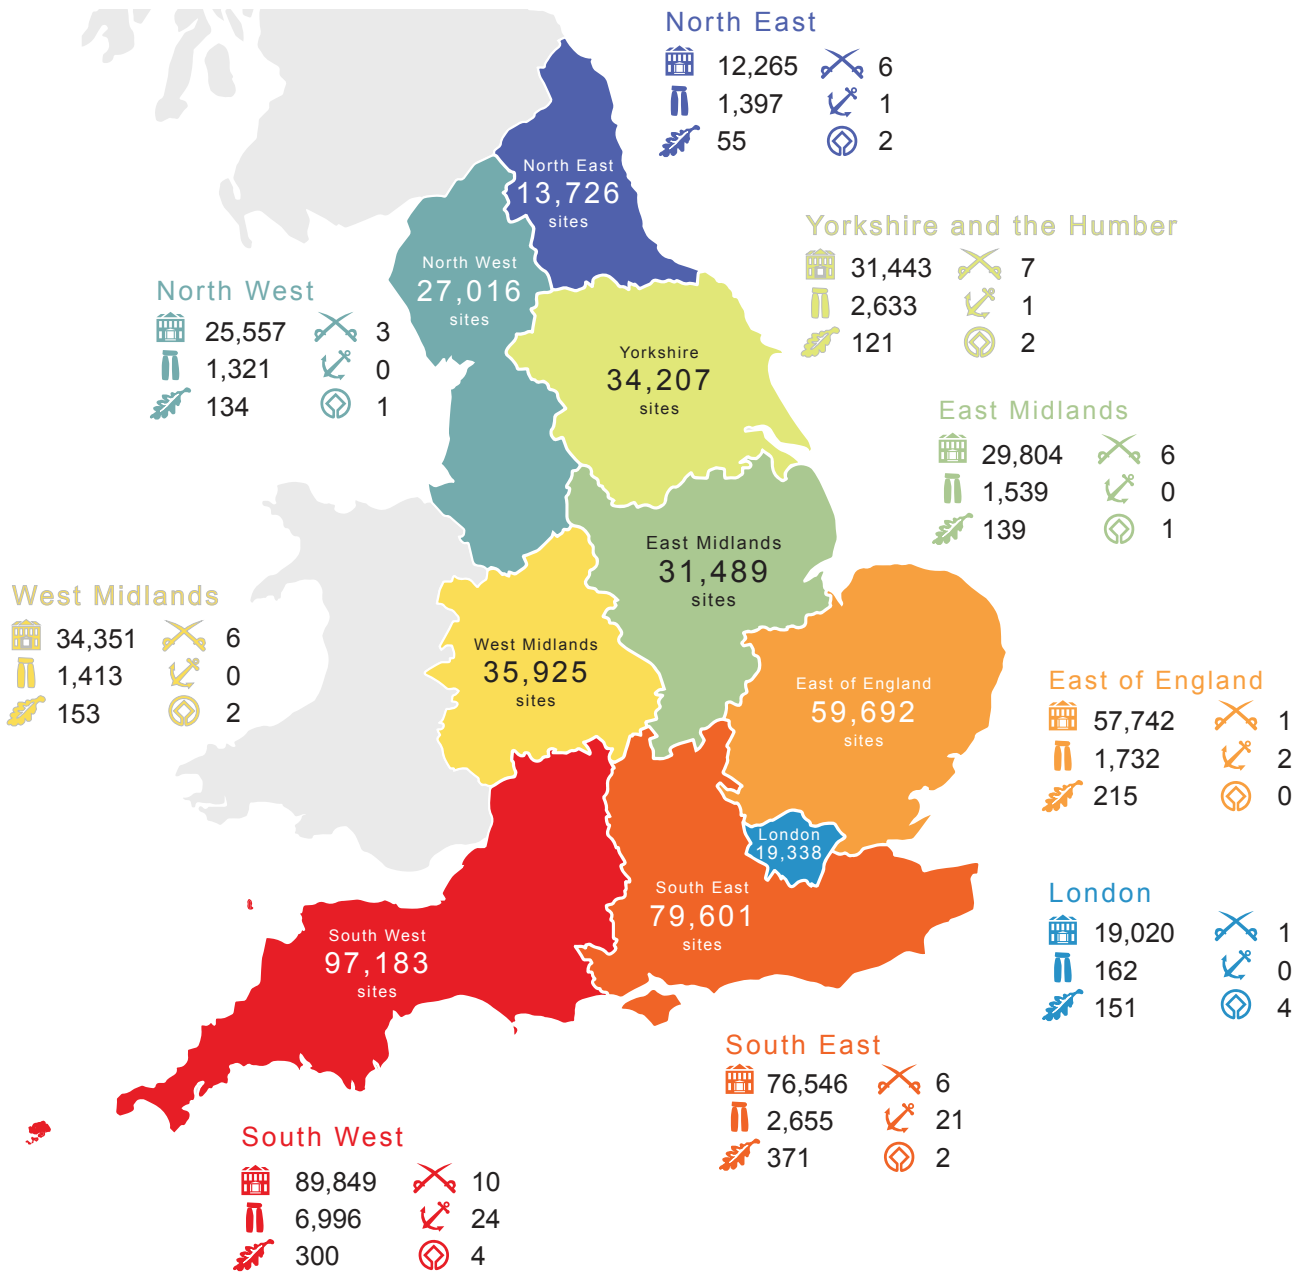 North East
12,265 6
1,397 1
55 2
North East
13,726
sites
Yorkshire and the Humber
31,443 7
2,633 1
121 2
North West
27,016
sites
North West
25,557 3
1,321 0
134 1
Yorkshire
34,207
sites
East Midlands
29,804 6
1,539 0
139 1
East Midlands
31,489
sites
West Midlands
34,351 6
1,413 0
153 2
West Midlands
35,925
sites
East of England
59,692
sites
East of England
57,742 1
1,732 2
215 0
London
19,338
London
19,020 1
162 0
151 4
South East
79,601
sites
South West
97,183
sites
South East
76,546 6
2,655 21
371 2
South West
89,849 10
6,996 24
300 4